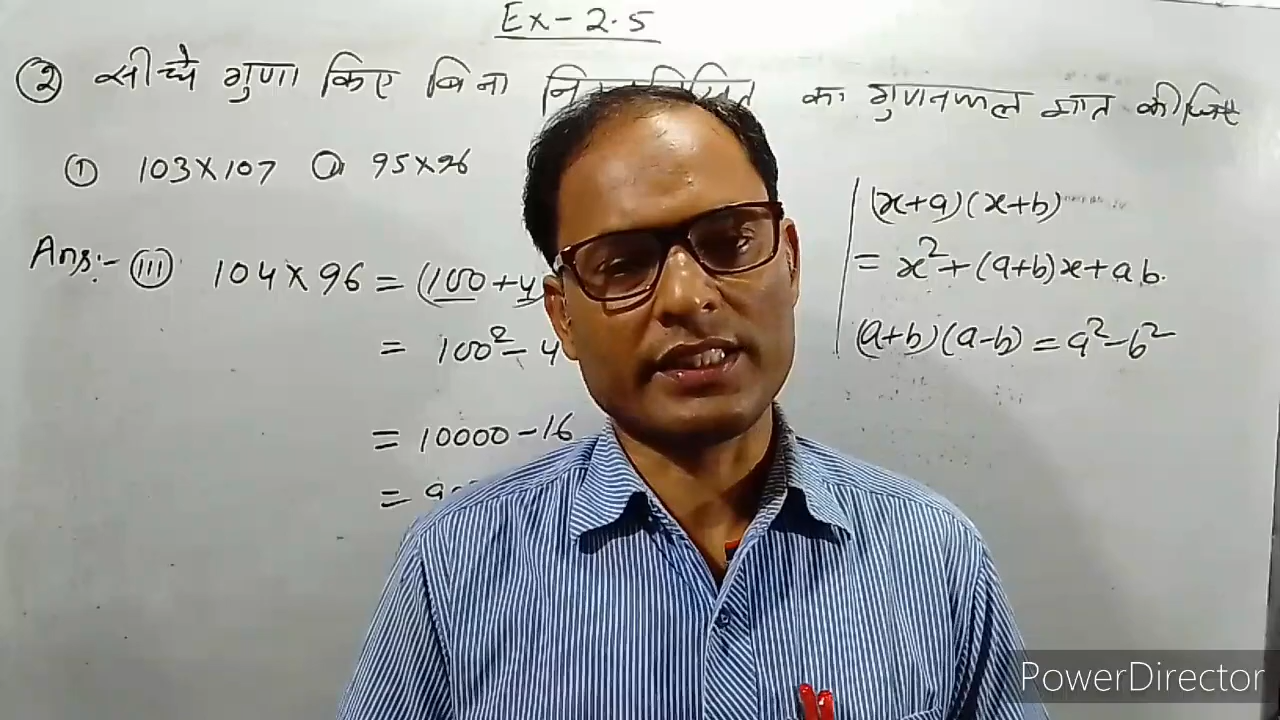 Ex-2.5
② सीधे गुणा किए बिना का गुणनफल ज्ञात कीजिए
① 103×107 95×96
(x+a)(x+b)
= x²+(a+b)x+ab.
(a+b)(a-b)=a²-b²
Ans:- (iii) 104×96 = (100+4)
= 100²-4
= 10000-16
= 99
PowerDirector